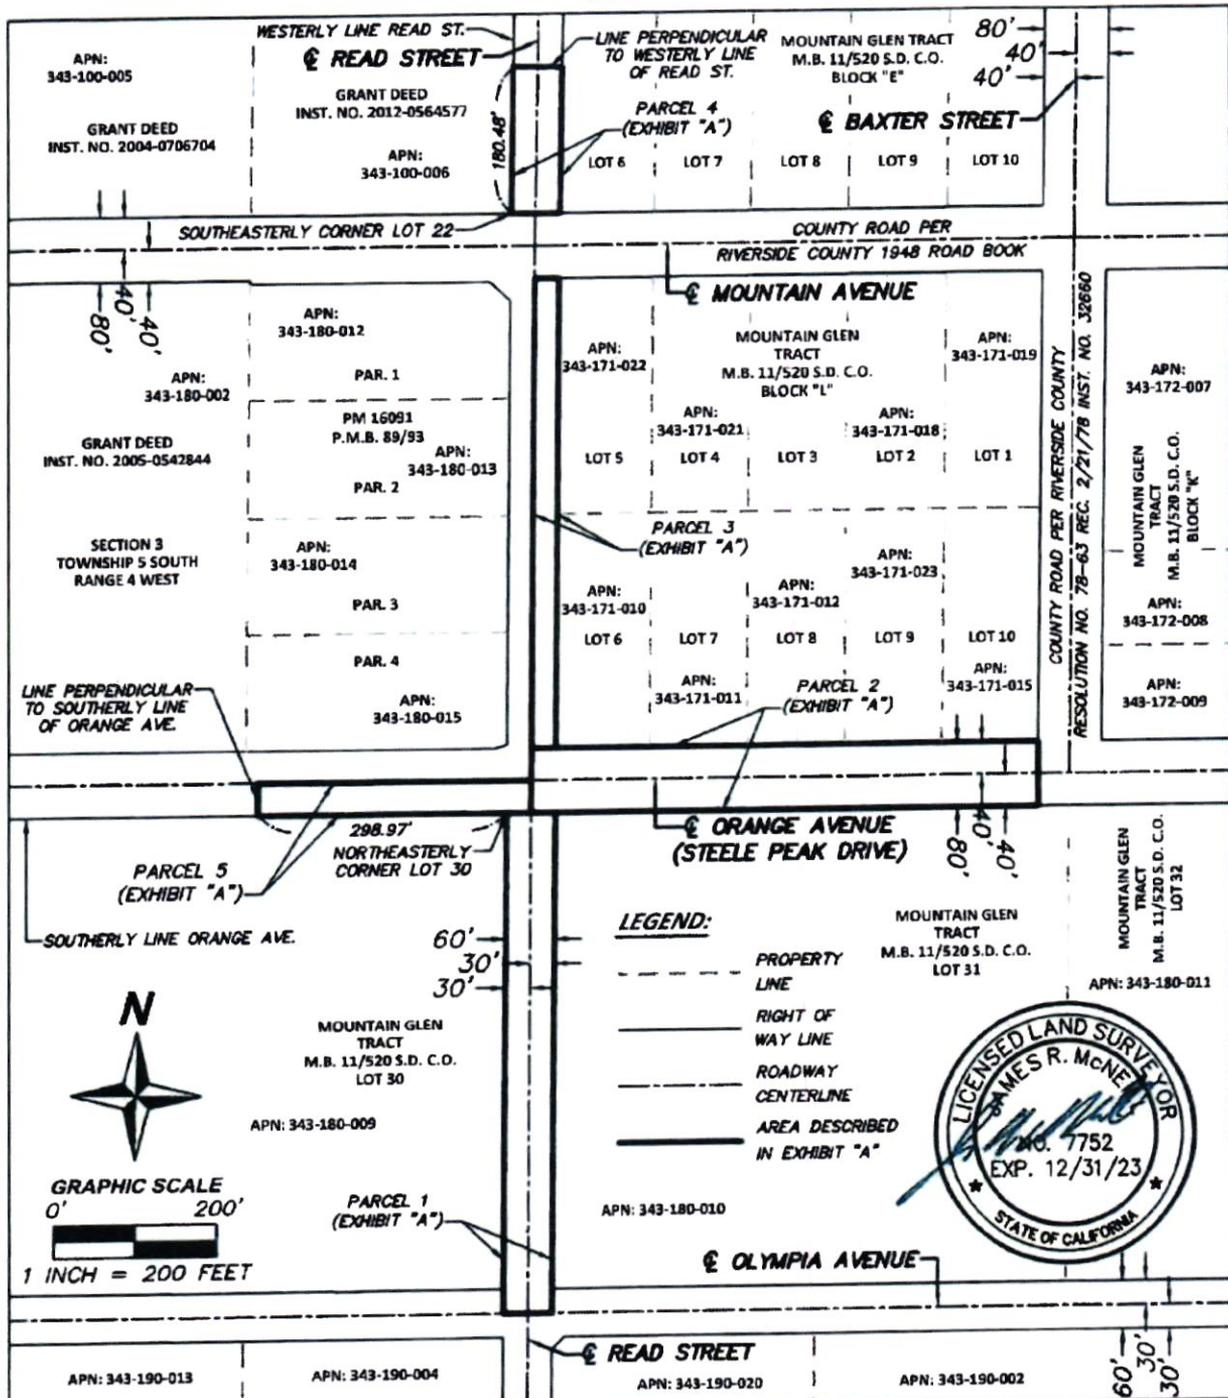 WESTERLY LINE READ ST.
℄ READ STREET
LINE PERPENDICULAR
TO WESTERLY LINE
OF READ ST.
MOUNTAIN GLEN TRACT
M.B. 11/520 S.D. C.O.
BLOCK "E"
80'
40'
40'
APN:
343-100-005
GRANT DEED
INST. NO. 2012-0564577
PARCEL 4
(EXHIBIT "A")
℄ BAXTER STREET
GRANT DEED
INST. NO. 2004-0706704
APN:
343-100-006
180.48'
LOT 6
LOT 7
LOT 8
LOT 9
LOT 10
SOUTHEASTERLY CORNER LOT 22
COUNTY ROAD PER
RIVERSIDE COUNTY 1948 ROAD BOOK
℄ MOUNTAIN AVENUE
80'
40'
40'
APN:
343-180-012
PAR. 1
APN:
343-180-002
GRANT DEED
INST. NO. 2005-0542844
PM 16091
P.M.B. 89/93
APN:
343-180-013
PAR. 2
SECTION 3
TOWNSHIP 5 SOUTH
RANGE 4 WEST
APN:
343-180-014
PAR. 3
PAR. 4
APN:
343-180-015
APN:
343-171-022
MOUNTAIN GLEN
TRACT
M.B. 11/520 S.D. C.O.
BLOCK "L"
APN:
343-171-019
APN:
343-171-021
APN:
343-171-018
LOT 5
LOT 4
LOT 3
LOT 2
LOT 1
PARCEL 3
(EXHIBIT "A")
APN:
343-171-010
APN:
343-171-012
APN:
343-171-023
LOT 6
LOT 7
LOT 8
LOT 9
LOT 10
APN:
343-171-011
APN:
343-171-015
PARCEL 2
(EXHIBIT "A")
COUNTY ROAD PER RIVERSIDE COUNTY
RESOLUTION NO. 78-63 REC. 2/21/78 INST. NO. 32660
APN:
343-172-007
MOUNTAIN GLEN
TRACT
M.B. 11/520 S.D. C.O.
BLOCK "K"
APN:
343-172-008
APN:
343-172-009
LINE PERPENDICULAR
TO SOUTHERLY LINE
OF ORANGE AVE.
298.97'
NORTHEASTERLY
CORNER LOT 30
PARCEL 5
(EXHIBIT "A")
SOUTHERLY LINE ORANGE AVE.
℄ ORANGE AVENUE
(STEELE PEAK DRIVE)
80'
40'
40'
60'
30'
30'
LEGEND:
PROPERTY
LINE
RIGHT OF
WAY LINE
ROADWAY
CENTERLINE
AREA DESCRIBED
IN EXHIBIT "A"
MOUNTAIN GLEN
TRACT
M.B. 11/520 S.D. C.O.
LOT 31
MOUNTAIN GLEN
TRACT
M.B. 11/520 S.D. C.O.
LOT 32
APN: 343-180-011
N
MOUNTAIN GLEN
TRACT
M.B. 11/520 S.D. C.O.
LOT 30
APN: 343-180-009
GRAPHIC SCALE
0' 200'
1 INCH = 200 FEET
PARCEL 1
(EXHIBIT "A")
APN: 343-180-010
LICENSED LAND SURVEYOR
JAMES R. McNE
NO. 7752
EXP. 12/31/23
STATE OF CALIFORNIA
℄ OLYMPIA AVENUE
℄ READ STREET
60'
30'
30'
APN: 343-190-013
APN: 343-190-004
APN: 343-190-020
APN: 343-190-002